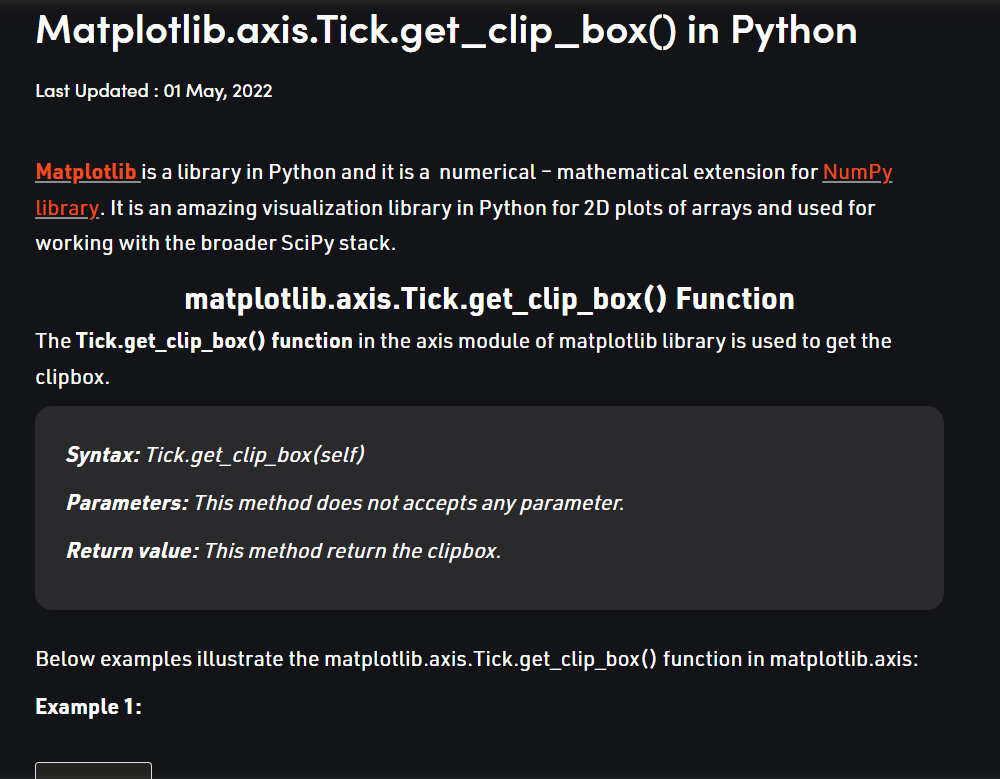 Matplotlib.axis.Tick.get_clip_box() in Python
Last Updated : 01 May, 2022
Matplotlib is a library in Python and it is a  numerical – mathematical extension for NumPy
library. It is an amazing visualization library in Python for 2D plots of arrays and used for
working with the broader SciPy stack.
matplotlib.axis.Tick.get_clip_box() Function
The Tick.get_clip_box() function in the axis module of matplotlib library is used to get the
clipbox.
Syntax: Tick.get_clip_box(self)
Parameters: This method does not accepts any parameter.
Return value: This method return the clipbox.
Below examples illustrate the matplotlib.axis.Tick.get_clip_box() function in matplotlib.axis:
Example 1: